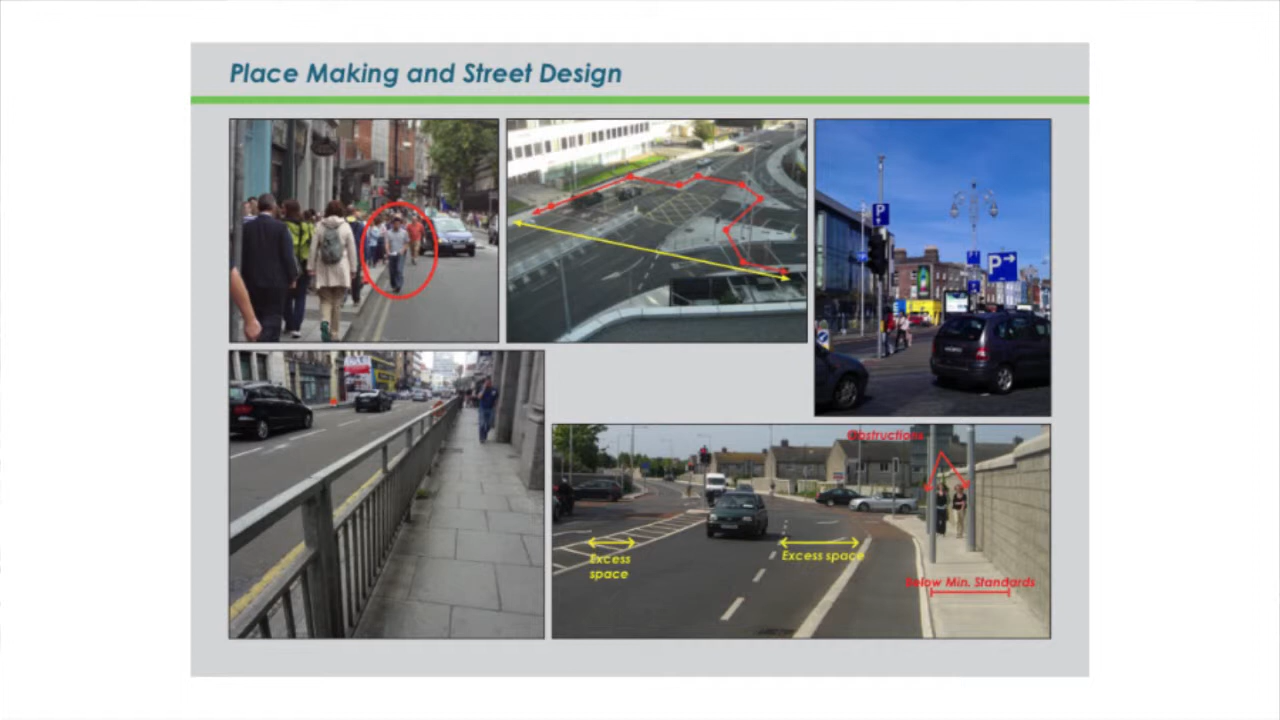 Place Making and Street Design
P
P→
Obstructions
Excess space
Excess
space
Below Min. Standards